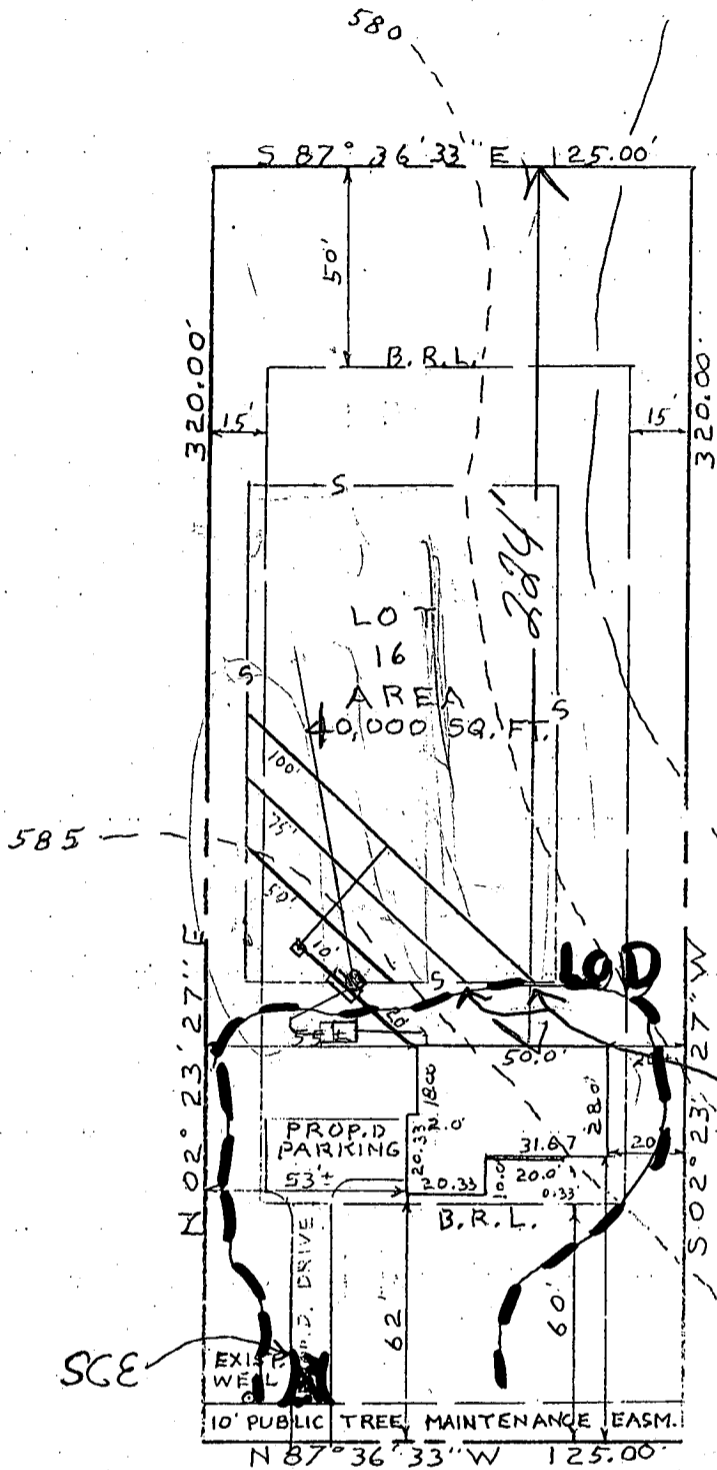 580
S 87° 36' 33" E 125.00'
50'
B.R.L.
320.00'
320.00'
15'
15'
S
224'
LOT
16
AREA
40,000 SQ. FT.
S
S
100'
75'
50'
585
10'
S
LOD
N 02° 23' 27" E
S 02° 23' 27" W
20
50.0'
18.00
2.0'
28.0'
PROP.D
PARKING
53'±
20.33
20.33
10.0
31.67
20.0'
0.33'
20
B.R.L.
PROP.D. DRIVE
62'
60'
SCE
EXIST.
WELL
10' PUBLIC TREE MAINTENANCE EASM.
N 87° 36' 33" W 125.00'